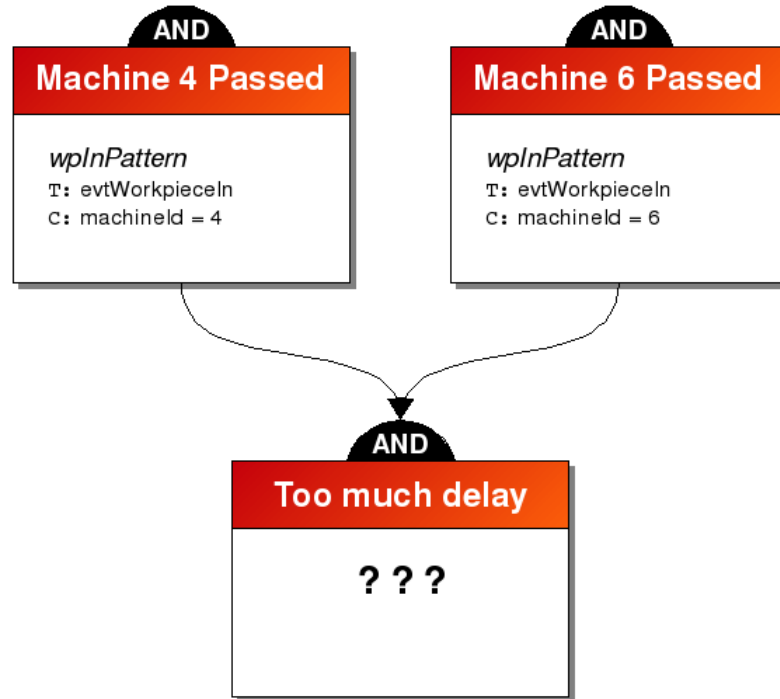 AND
Machine 4 Passed
wpInPattern
T: evtWorkpieceIn
C: machineId = 4
AND
Machine 6 Passed
wpInPattern
T: evtWorkpieceIn
C: machineId = 6
AND
Too much delay
? ? ?